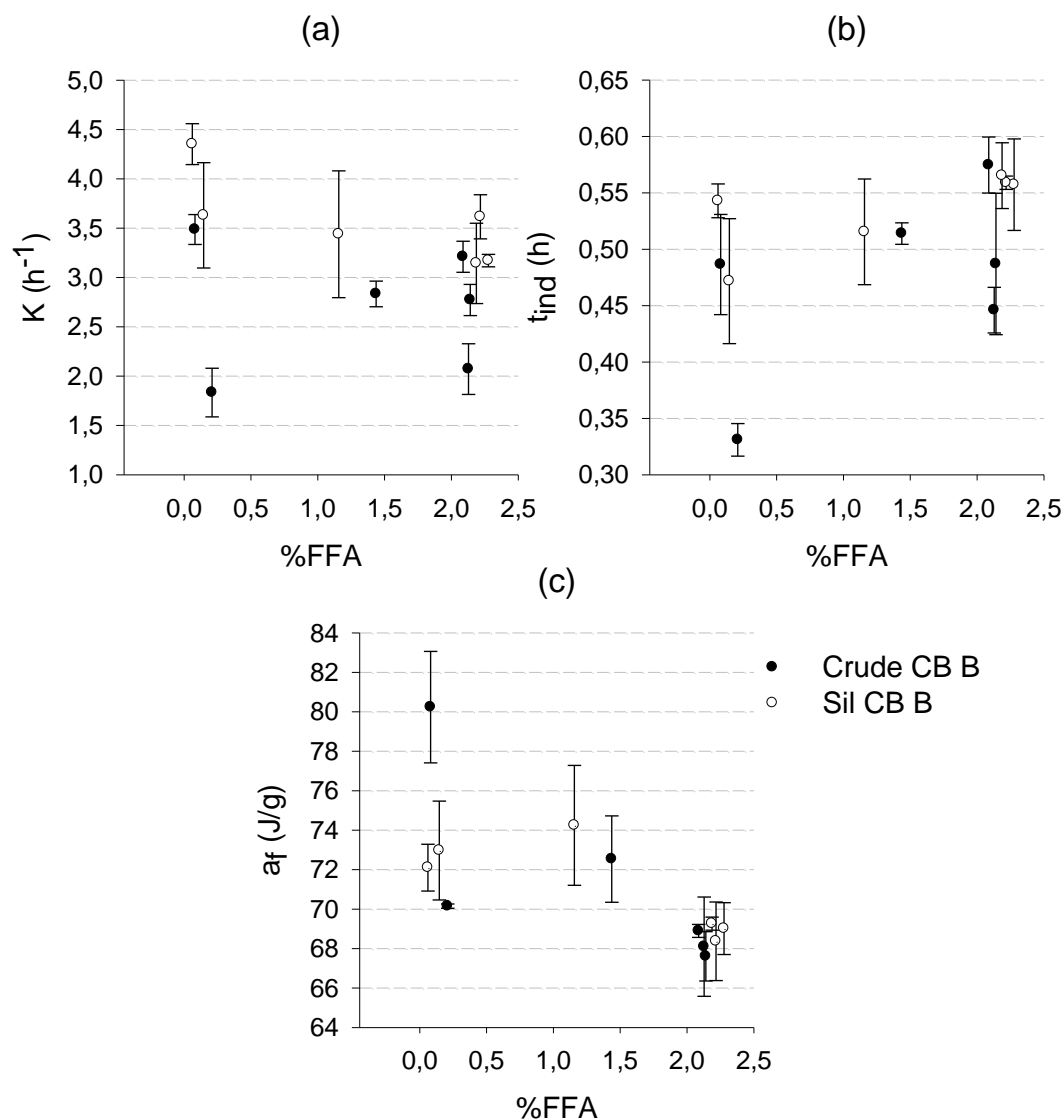 (a)
5,0
4,5
4,0
3,5
3,0
2,5
2,0
1,5
1,0
K (h-1)
0,0 0,5 1,0 1,5 2,0 2,5
%FFA
(b)
0,65
0,60
0,55
0,50
0,45
0,40
0,35
0,30
tind (h)
0,0 0,5 1,0 1,5 2,0 2,5
%FFA
(c)
84
82
80
78
76
74
72
70
68
66
64
af (J/g)
0,0 0,5 1,0 1,5 2,0 2,5
%FFA
Crude CB B
Sil CB B